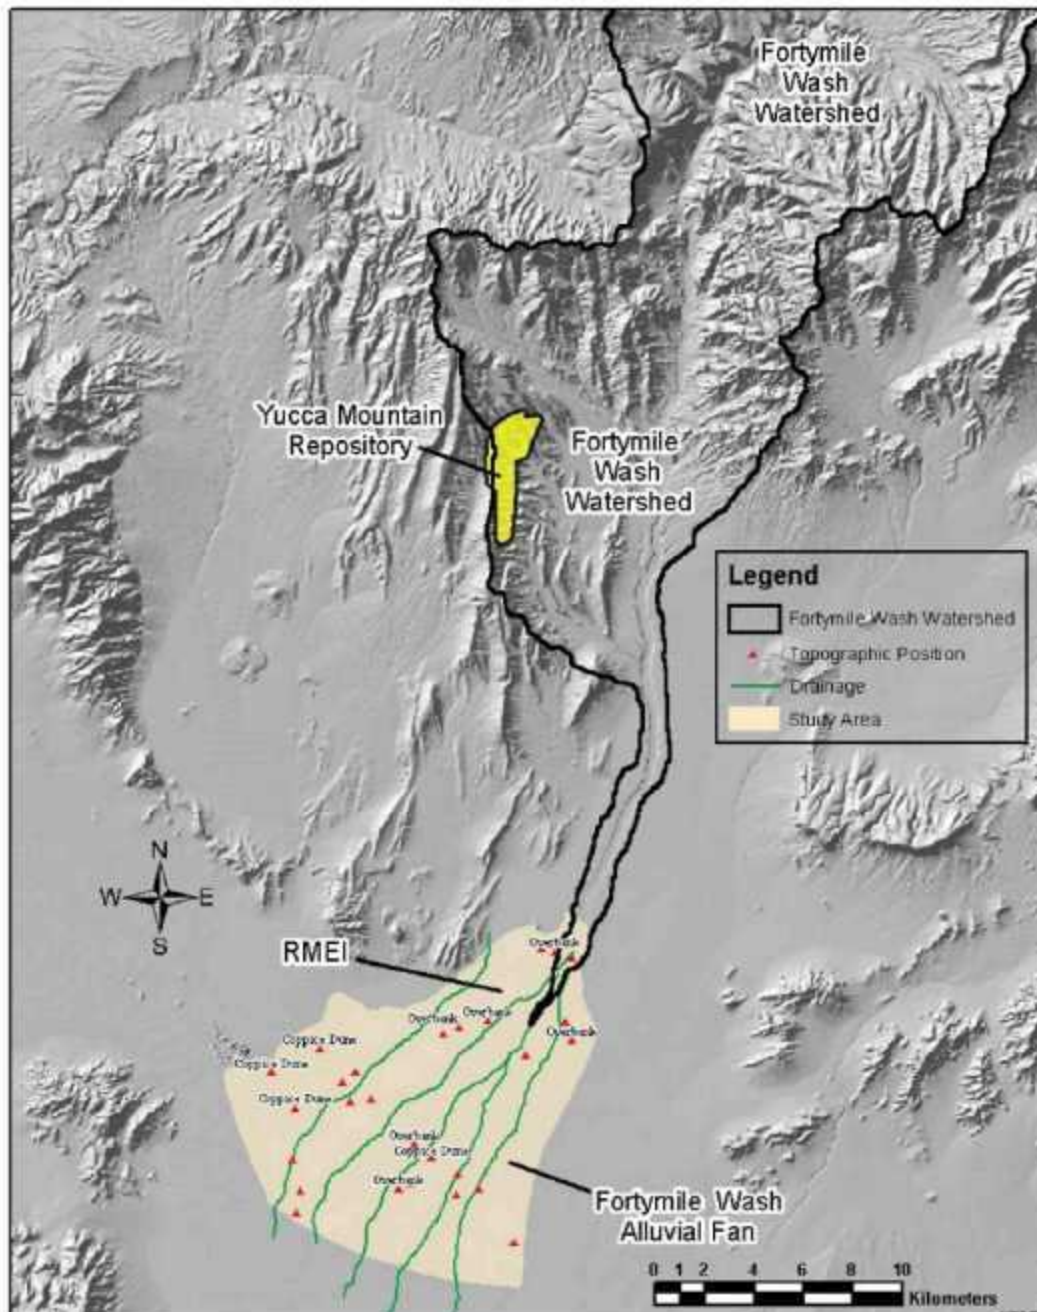 Fortymile
Wash
Watershed
Yucca Mountain
Repository
Fortymile
Wash
Watershed
Legend
Fortymile Wash Watershed
Topographic Position
Drainage
Study Area
N
W E
S
RMEI
Overbank
Overbank
Overbank
Overbank
Coppice Dune
Coppice Dune
Coppice Dune
Overbank
Coppice Dune
Overbank
Fortymile Wash
Alluvial Fan
0 1 2 4 6 8 10
Kilometers